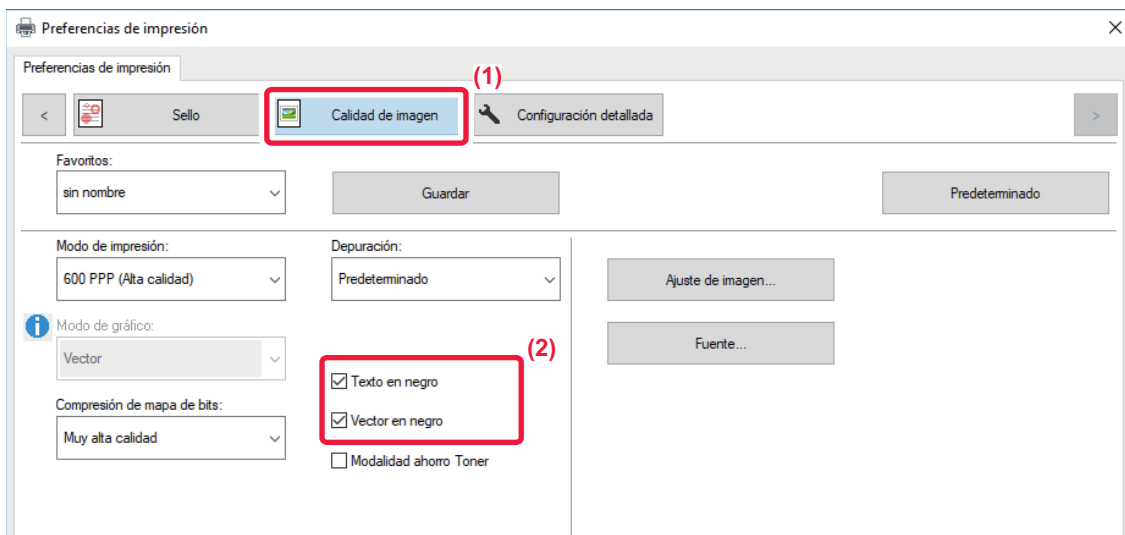 Preferencias de impresión
Preferencias de impresión
(1)
< Sello Calidad de imagen Configuración detallada >
Favoritos:
sin nombre Guardar Predeterminado
Modo de impresión: Depuración:
600 PPP (Alta calidad) Predeterminado Ajuste de imagen...
Modo de gráfico:
Vector Fuente...
(2)
Texto en negro
Compresión de mapa de bits:
Vector en negro
Muy alta calidad
Modalidad ahorro Toner